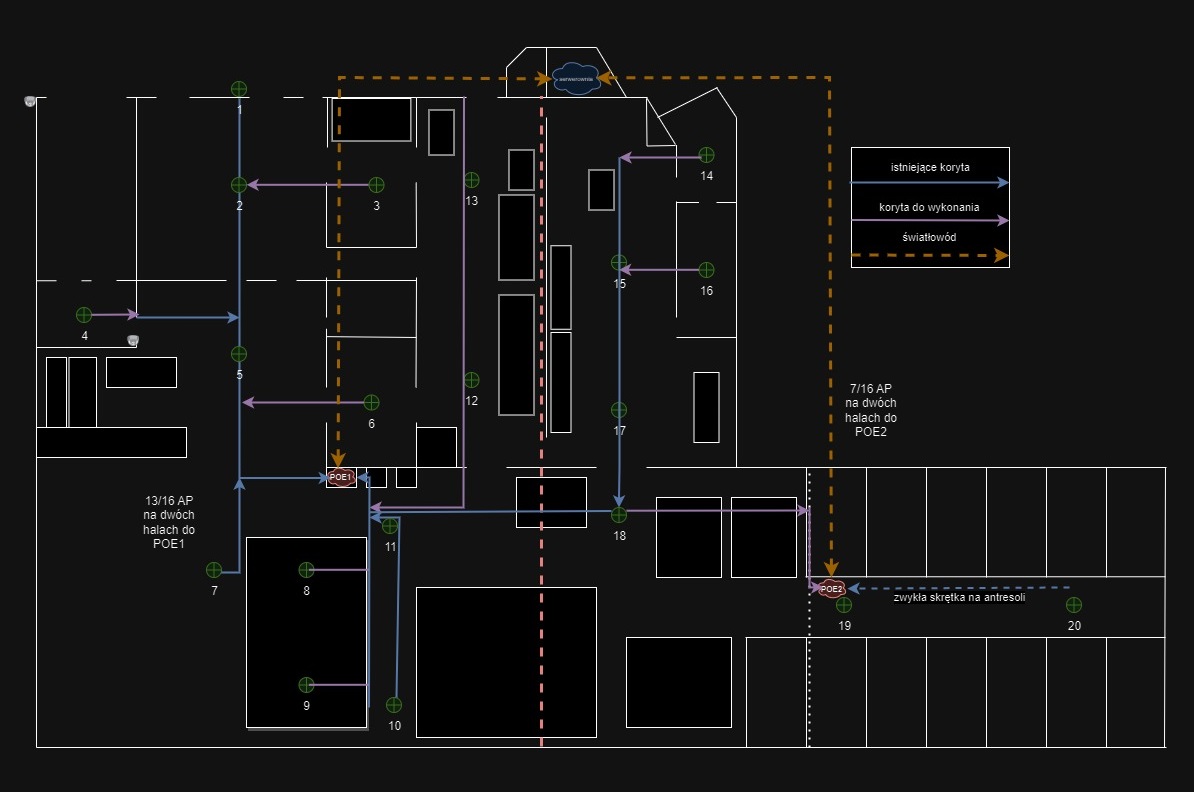 serwerownia
1
2
3
13
14
istniejące koryta
koryta do wykonania
światłowód
15
16
4
5
12
6
17
7/16 AP
na dwóch
halach do
POE2
POE1
13/16 AP
na dwóch
halach do
POE1
18
11
7
8
POE2
zwykła skrętka na antresoli
19
20
9
10